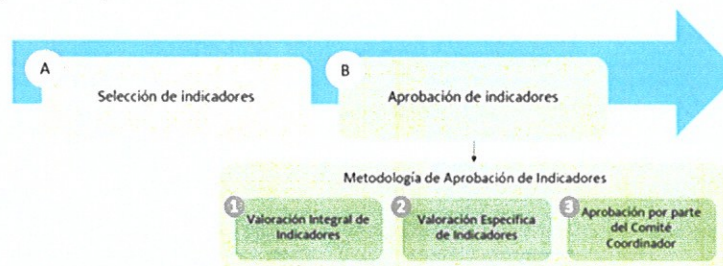 A
Selección de indicadores
B
Aprobación de indicadores
Metodología de Aprobación de Indicadores
1
Valoración Integral de
Indicadores
2
Valoración Especifica
de Indicadores
3
Aprobación por parte
del Comité
Coordinador